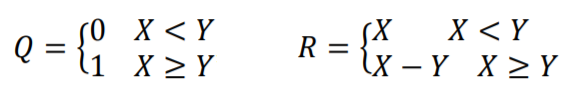 Q = {0 X < Y
1 X ≥ Y
R = {X X < Y
X − Y X ≥ Y